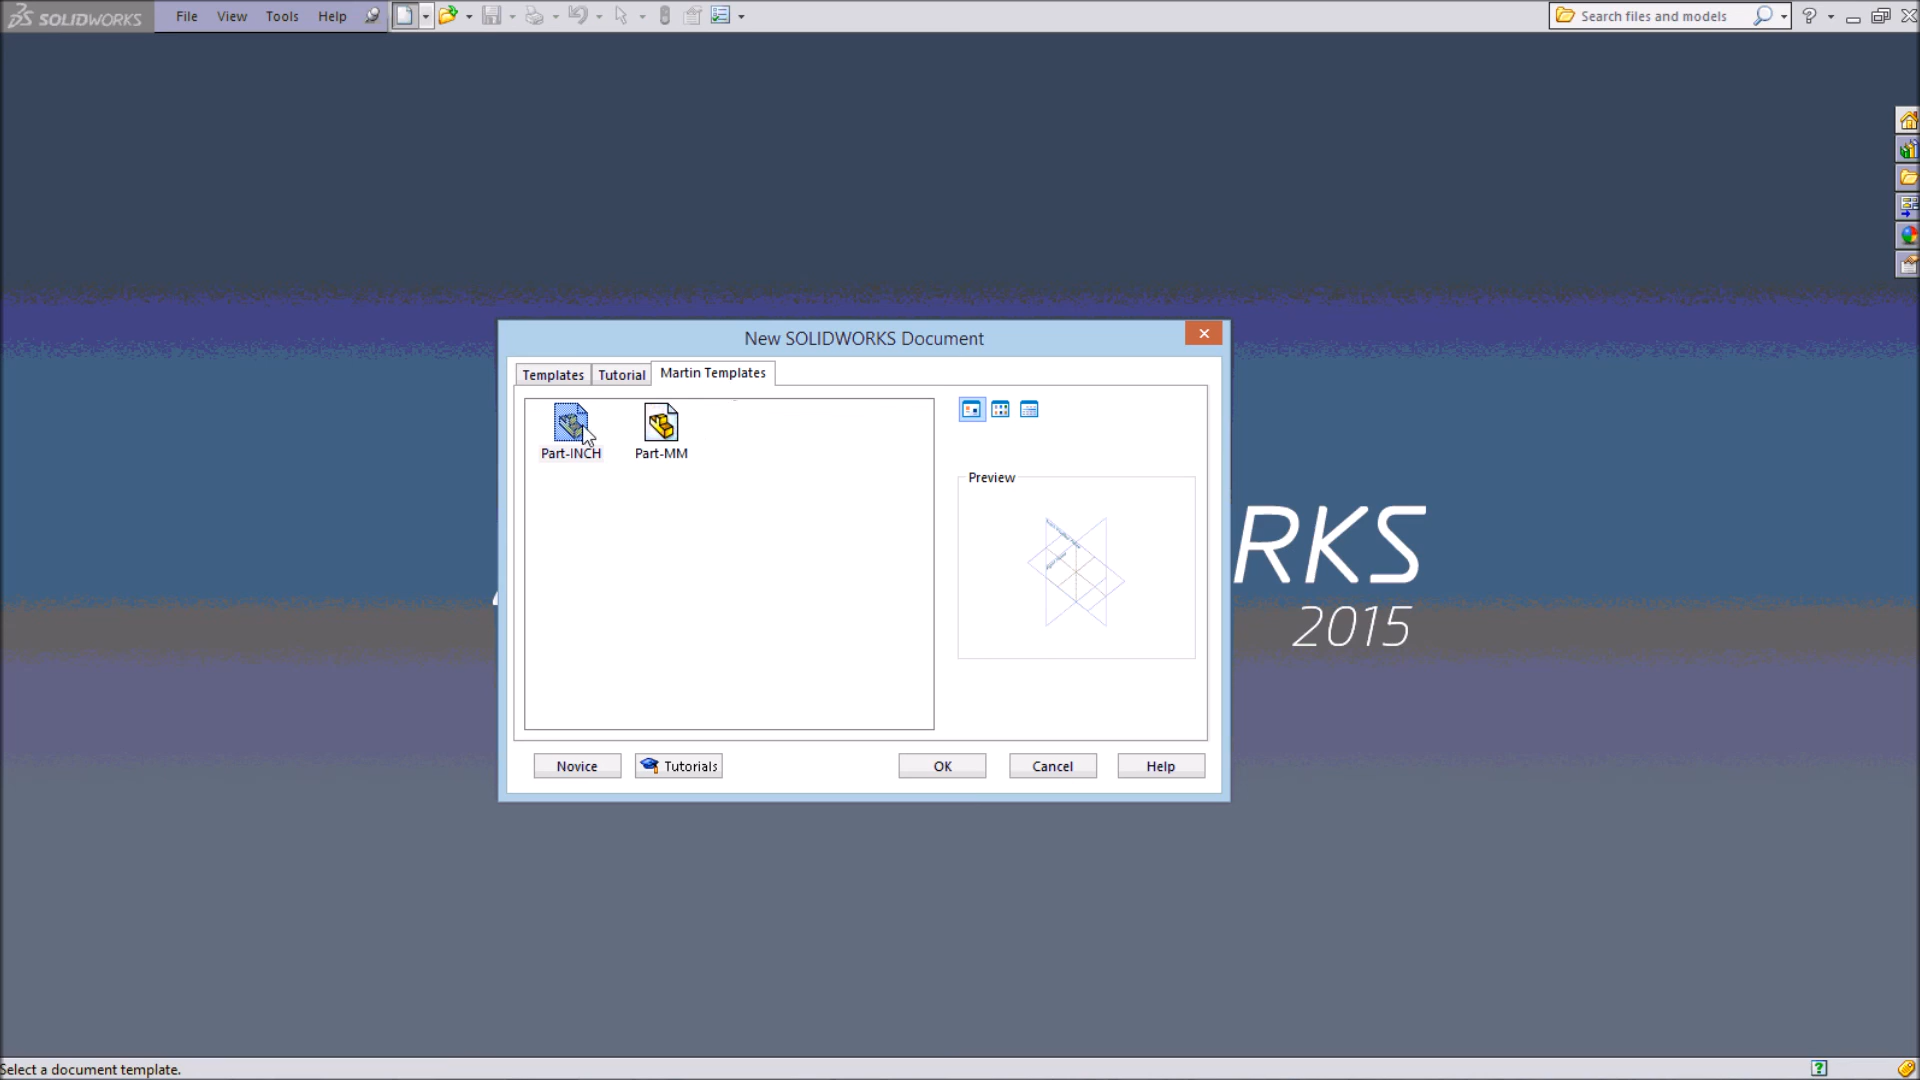 SOLIDWORKS File View Tools Help Search files and models
New SOLIDWORKS Document
Templates Tutorial Martin Templates
Part-INCH Part-MM
Preview
RKS
2015
Novice Tutorials OK Cancel Help
Select a document template.